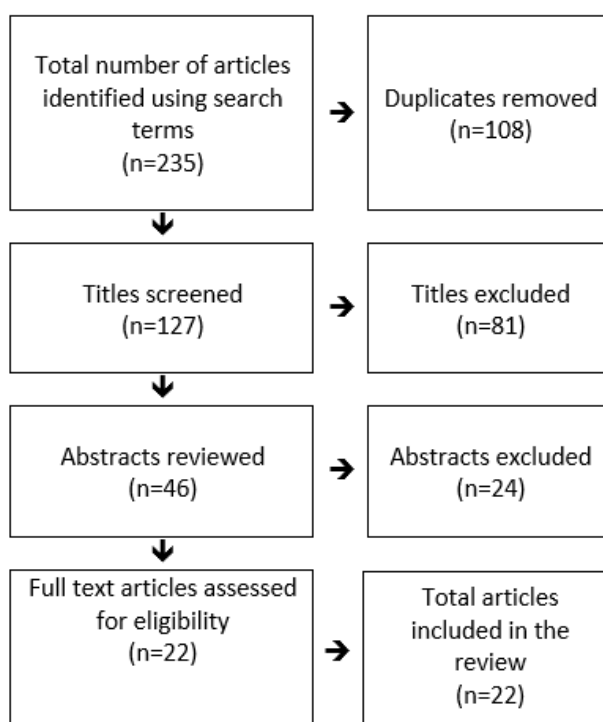 Total number of articles
identified using search
terms
(n=235)
Duplicates removed
(n=108)
Titles screened
(n=127)
Titles excluded
(n=81)
Abstracts reviewed
(n=46)
Abstracts excluded
(n=24)
Full text articles assessed
for eligibility
(n=22)
Total articles
included in the
review
(n=22)